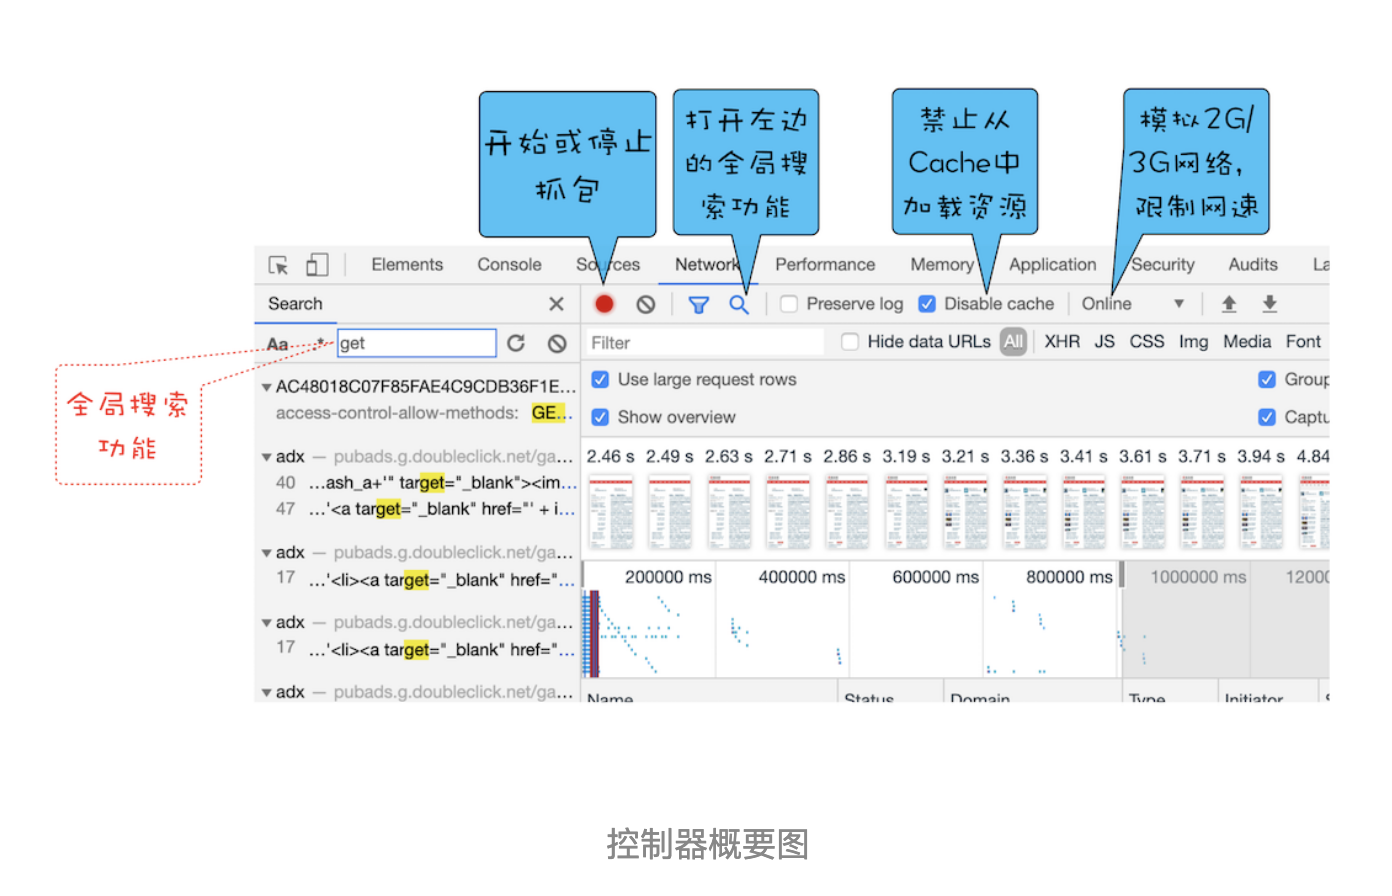 开始或停止
抓包
打开左边
的全局搜
索功能
禁止从
Cache中
加载资源
模拟2G/
3G网络，
限制网速
Elements Console Sources Network Performance Memory Application Security Audits La
Search
Preserve log Disable cache Online
Aa .* get
Filter Hide data URLs All XHR JS CSS Img Media Font
全局搜索
功能
AC48018C07F85FAE4C9CDB36F1E...
access-control-allow-methods: GE...
adx — pubads.g.doubleclick.net/ga...
40 ...ash_a+'" target="_blank"><im...
47 ...'<a target="_blank" href="' + i...
adx — pubads.g.doubleclick.net/ga...
17 ...'<li><a target="_blank" href="...
adx — pubads.g.doubleclick.net/ga...
17 ...'<li><a target="_blank" href="...
adx — pubads.g.doubleclick.net/ga...
Use large request rows Group
Show overview Captu
2.46 s 2.49 s 2.63 s 2.71 s 2.86 s 3.19 s 3.21 s 3.36 s 3.41 s 3.61 s 3.71 s 3.94 s 4.84
200000 ms 400000 ms 600000 ms 800000 ms 1000000 ms 12000
Name Status Domain Type Initiator
控制器概要图